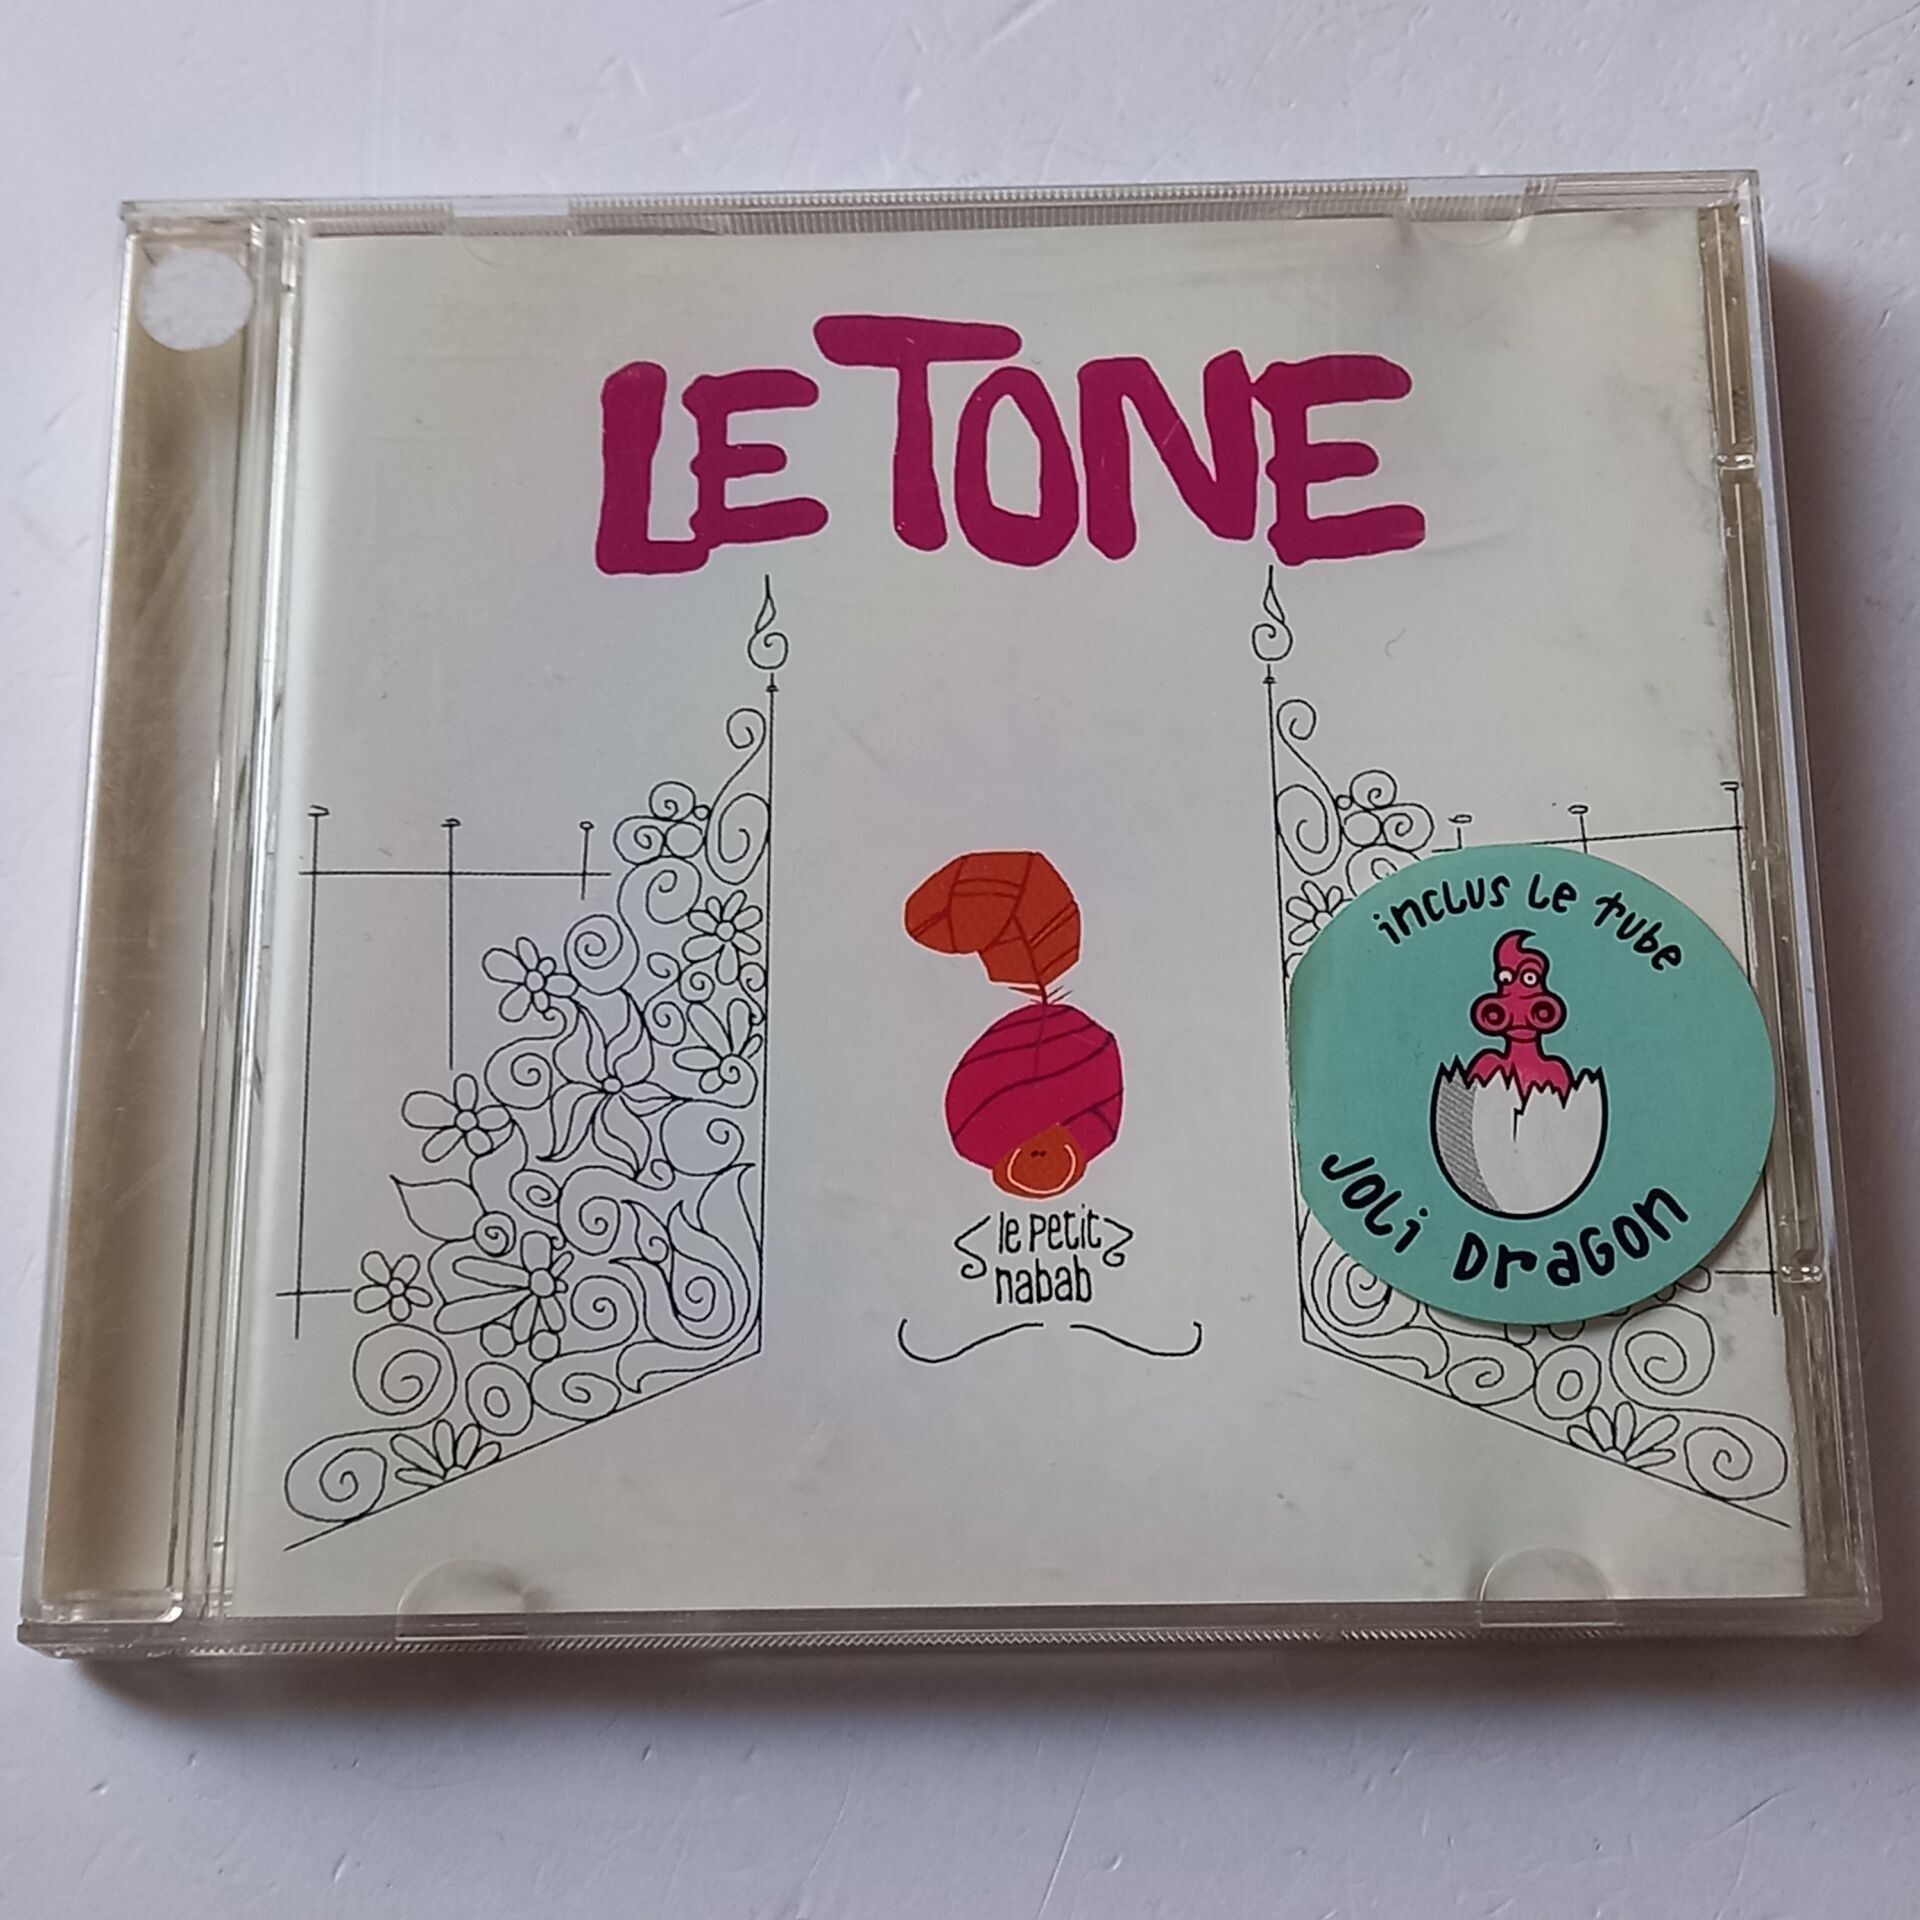 LE TONE
le petit
nabab
inclus le tube
Joli Dragon